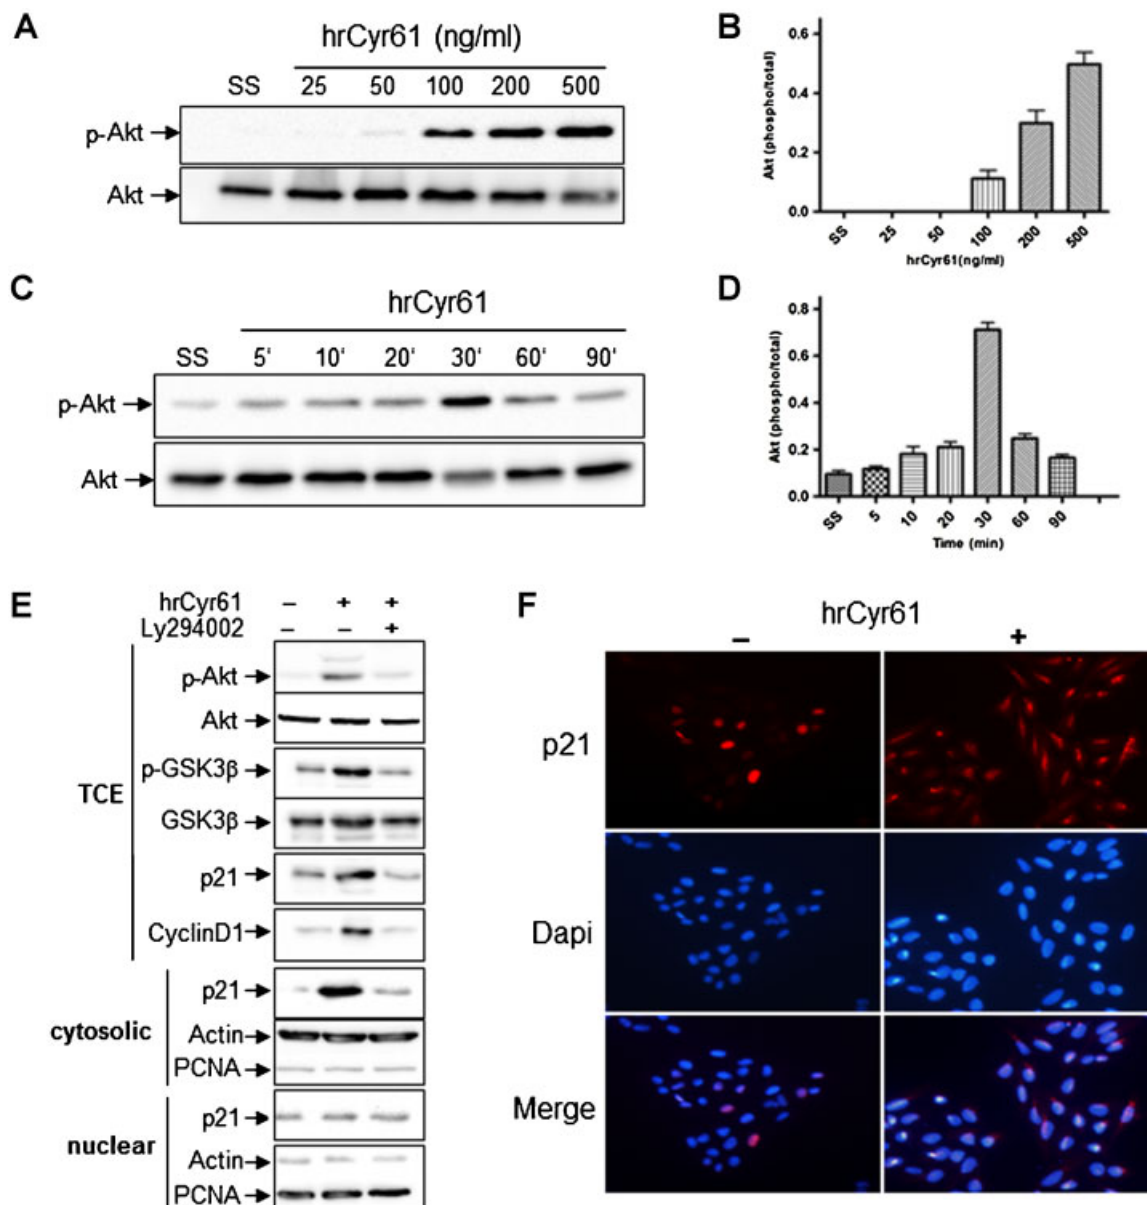 A
hrCyr61 (ng/ml)
SS 25 50 100 200 500
p-Akt
Akt
B
Akt (phospho/total)
0.6
0.4
0.2
0.0
SS 25 50 100 200 500
hrCyr61(ng/ml)
C
hrCyr61
SS 5' 10' 20' 30' 60' 90'
p-Akt
Akt
D
Akt (phospho/total)
0.8
0.6
0.4
0.2
0.0
SS 5 10 20 30 60 90
Time (min)
E
hrCyr61 – + +
Ly294002 – – +
TCE
p-Akt
Akt
p-GSK3β
GSK3β
p21
CyclinD1
cytosolic
p21
Actin
PCNA
nuclear
p21
Actin
PCNA
F
hrCyr61
– +
p21
Dapi
Merge